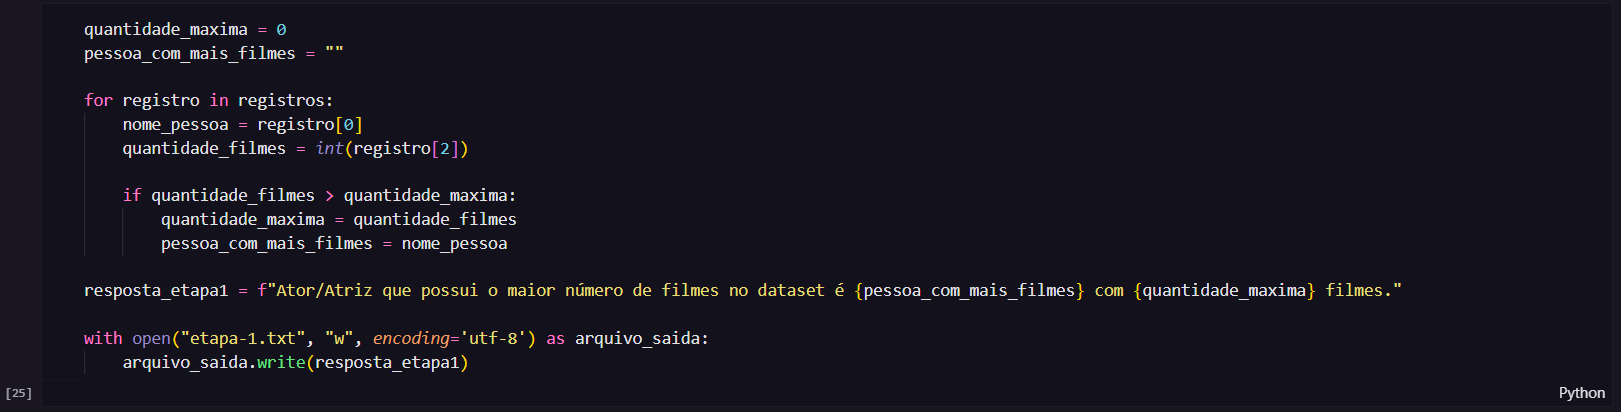 quantidade_maxima = 0
pessoa_com_mais_filmes = ""

for registro in registros:
    nome_pessoa = registro[0]
    quantidade_filmes = int(registro[2])

    if quantidade_filmes > quantidade_maxima:
        quantidade_maxima = quantidade_filmes
        pessoa_com_mais_filmes = nome_pessoa

resposta_etapa1 = f"Ator/Atriz que possui o maior número de filmes no dataset é {pessoa_com_mais_filmes} com {quantidade_maxima} filmes."

with open("etapa-1.txt", "w", encoding='utf-8') as arquivo_saida:
    arquivo_saida.write(resposta_etapa1)
[25]
Python